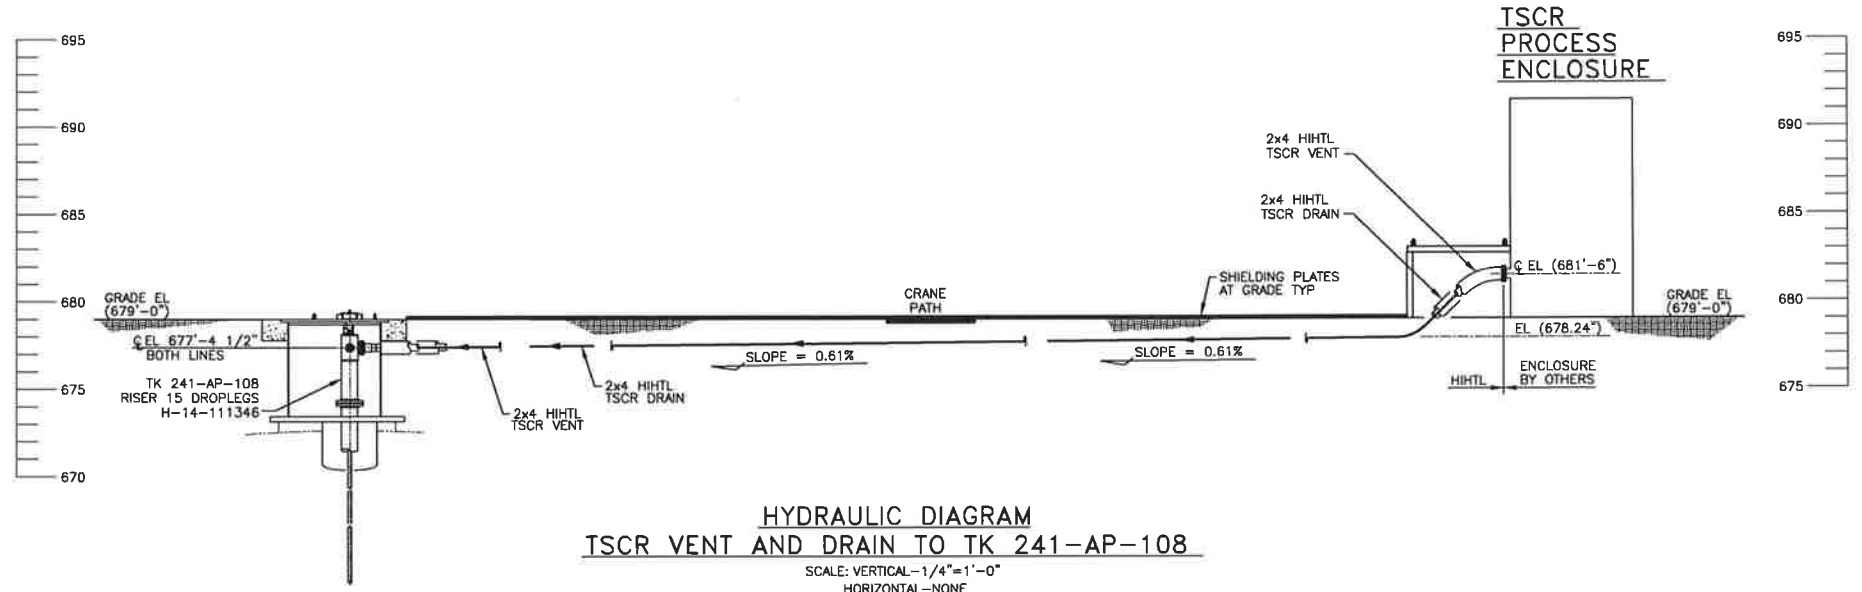 TSCR
PROCESS
ENCLOSURE
695
690
685
680
675
670
695
690
685
680
675
2x4 HIHTL
TSCR VENT
2x4 HIHTL
TSCR DRAIN
SHIELDING PLATES
AT GRADE TYP
CRANE
PATH
℄ EL (681'-6")
GRADE EL
(679'-0")
GRADE EL
(679'-0")
EL (678.24")
℄ EL 677'-4 1/2"
BOTH LINES
SLOPE = 0.61%
SLOPE = 0.61%
HIHTL
ENCLOSURE
BY OTHERS
TK 241-AP-108
RISER 15 DROPLEGS
H-14-111346
2x4 HIHTL
TSCR DRAIN
2x4 HIHTL
TSCR VENT
HYDRAULIC DIAGRAM
TSCR VENT AND DRAIN TO TK 241-AP-108
SCALE: VERTICAL-1/4"=1'-0"
HORIZONTAL-NONE